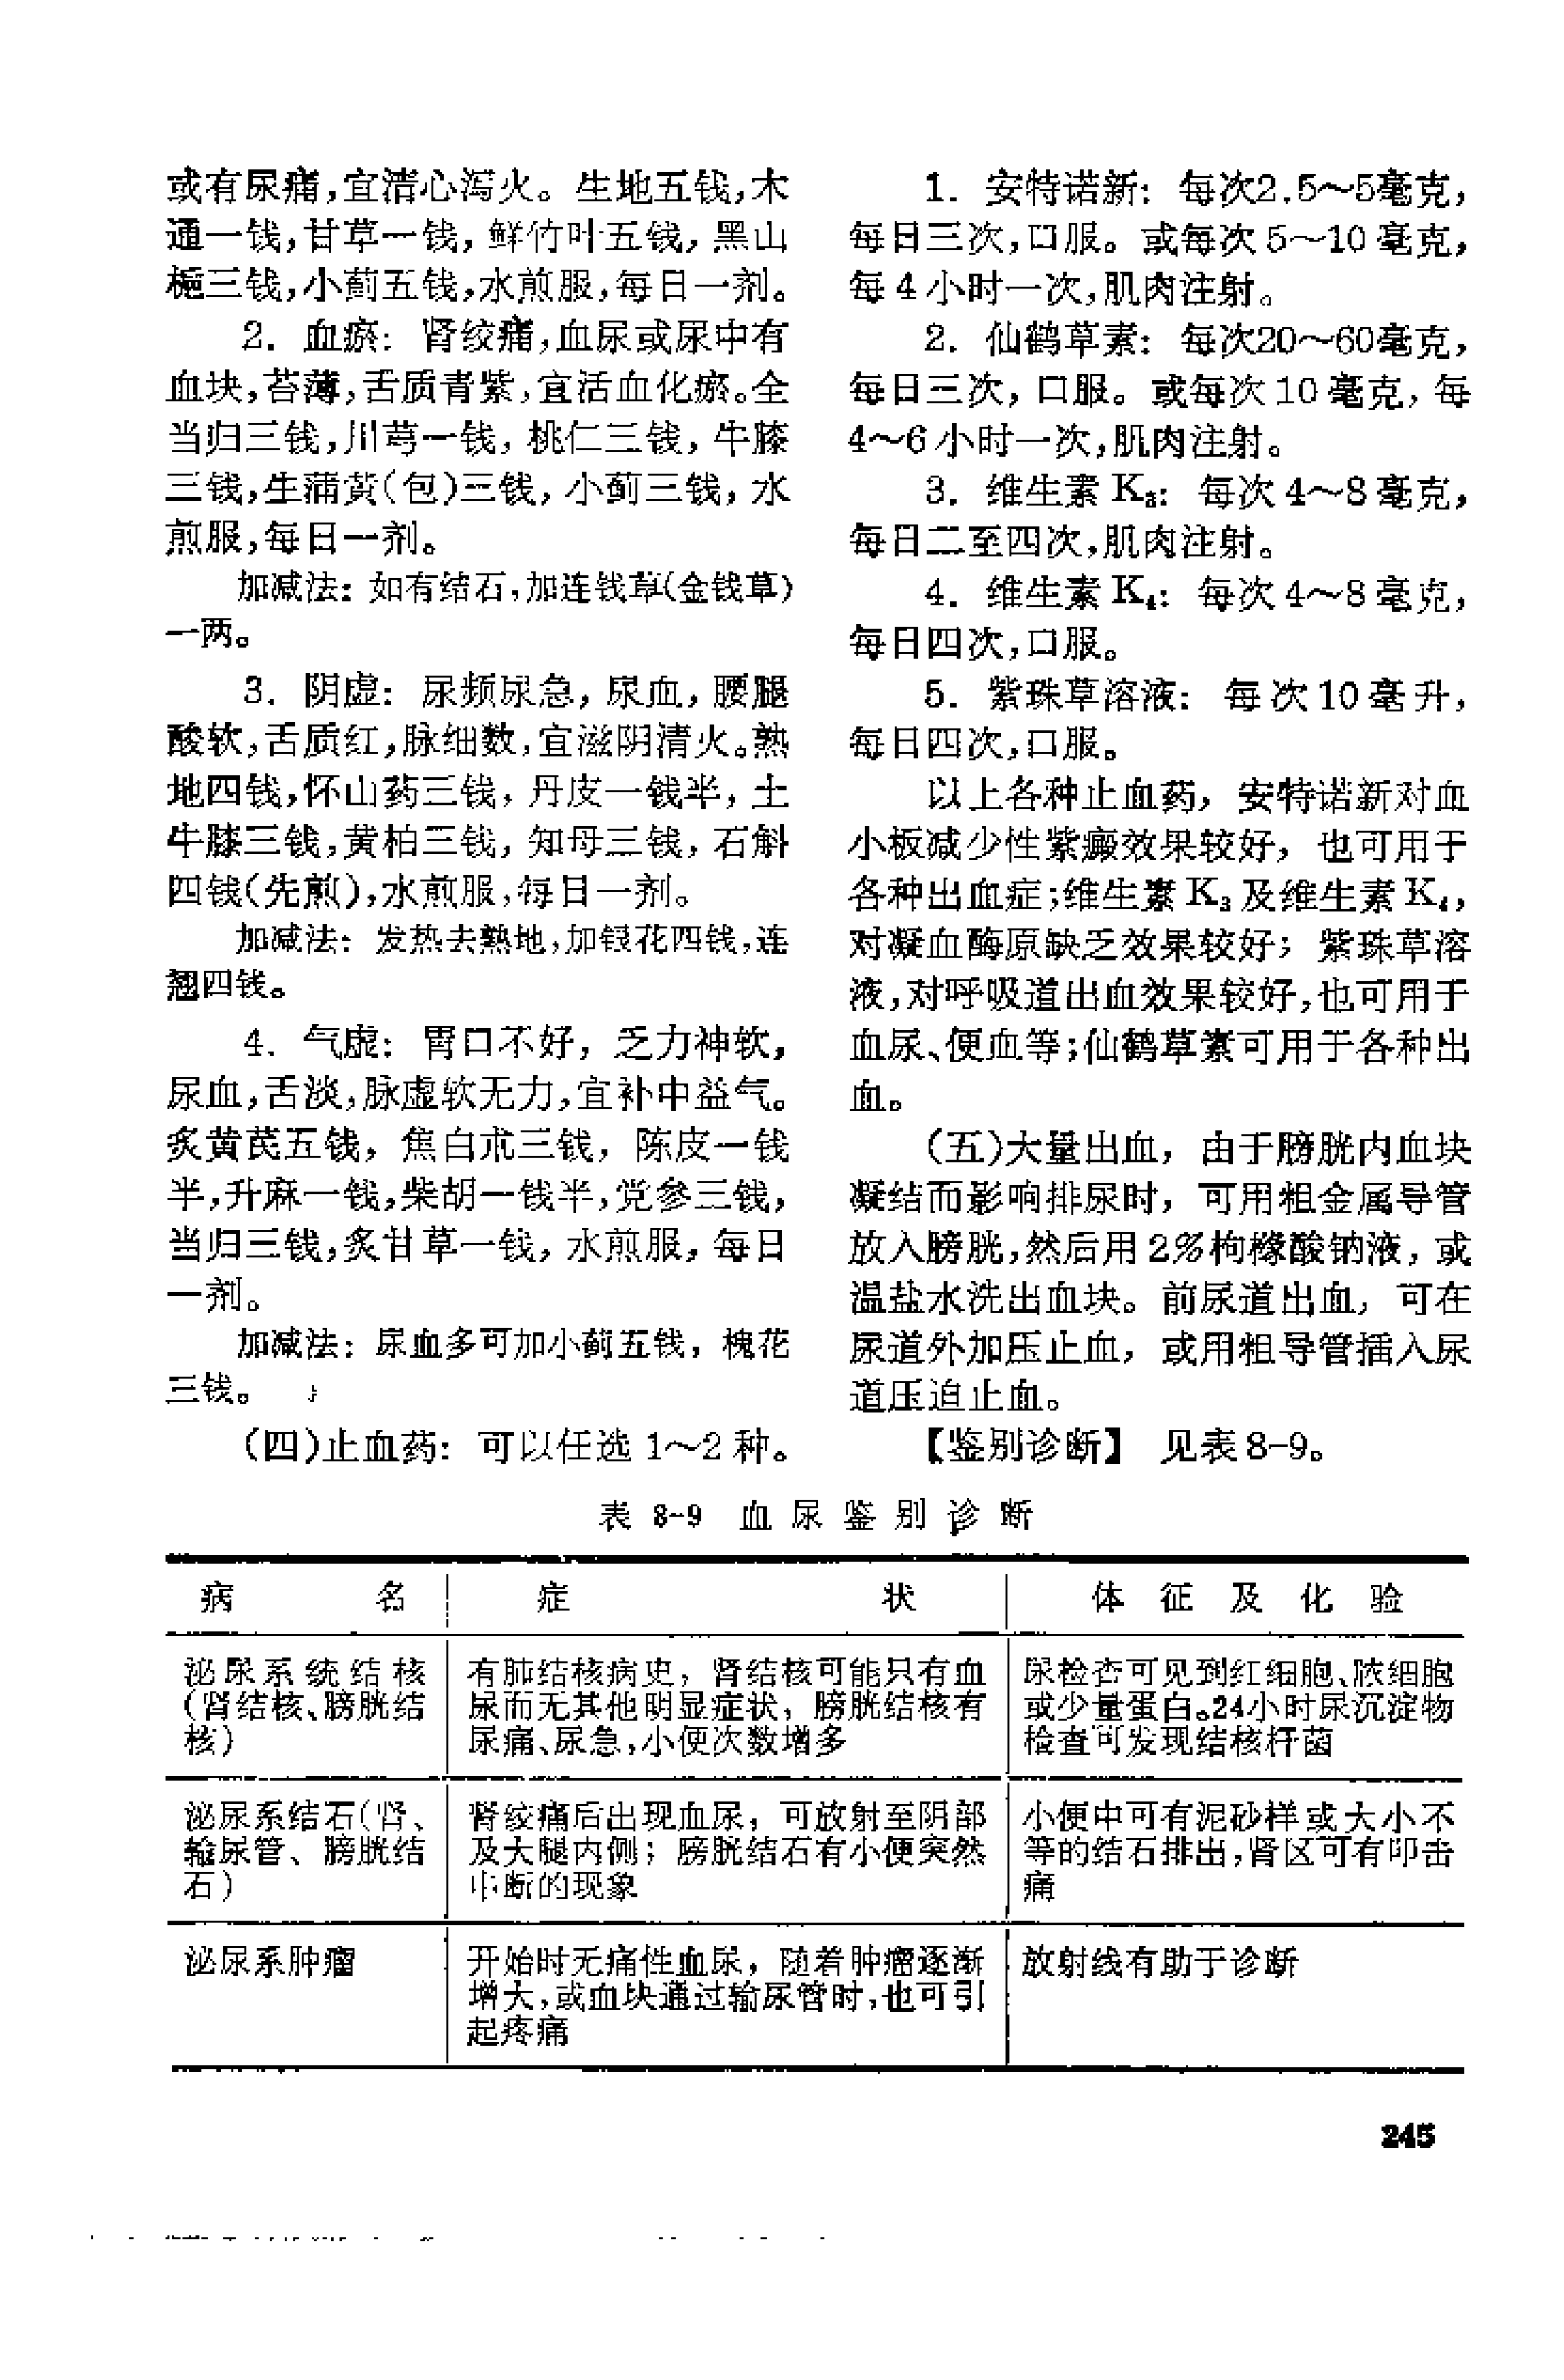 或有尿痛,宜清心泻火。生地五钱,木
通一钱,甘草一钱,鲜竹叶五钱,黑山
栀三钱,小蓟五钱,水煎服,每日一剂。
2. 血瘀: 肾绞痛,血尿或尿中有
血块,苔薄,舌质青紫,宜活血化瘀。全
当归三钱,川芎一钱,桃仁三钱,牛膝
三钱,生蒲黄(包)三钱,小蓟三钱,水
煎服,每日一剂。
加减法: 如有结石,加连钱草(金钱草)
一两。
3. 阴虚: 尿频尿急,尿血,腰腿
酸软,舌质红,脉细数,宜滋阴清火。熟
地四钱,怀山药三钱,丹皮一钱半,土
牛膝三钱,黄柏三钱,知母三钱,石斛
四钱(先煎),水煎服,每日一剂。
加减法: 发热去熟地,加银花四钱,连
翘四钱。
4. 气虚: 胃口不好,乏力神软,
尿血,舌淡,脉虚软无力,宜补中益气。
炙黄芪五钱,焦白朮三钱,陈皮一钱
半,升麻一钱,柴胡一钱半,党参三钱,
当归三钱,炙甘草一钱,水煎服,每日
一剂。
加减法: 尿血多可加小蓟五钱,槐花
三钱。
(四)止血药: 可以任选 1～2 种。
1. 安特诺新: 每次2.5～5毫克,
每日三次,口服。或每次 5～10 毫克,
每 4 小时一次,肌肉注射。
2. 仙鹤草素: 每次20～60毫克,
每日三次,口服。或每次 10 毫克,每
4～6 小时一次,肌肉注射。
3. 维生素 K₃: 每次 4～8 毫克,
每日二至四次,肌肉注射。
4. 维生素 K₄: 每次 4～8 毫克,
每日四次,口服。
5. 紫珠草溶液: 每次 10 毫升,
每日四次,口服。
以上各种止血药,安特诺新对血
小板减少性紫癜效果较好,也可用于
各种出血症;维生素 K₃ 及维生素 K₄,
对凝血酶原缺乏效果较好;紫珠草溶
液,对呼吸道出血效果较好,也可用于
血尿、便血等;仙鹤草素可用于各种出
血。
(五)大量出血,由于膀胱内血块
凝结而影响排尿时,可用粗金属导管
放入膀胱,然后用 2% 枸橼酸钠液,或
温盐水洗出血块。前尿道出血,可在
尿道外加压止血,或用粗导管插入尿
道压迫止血。
【鉴别诊断】 见表 8-9。
表 8-9 血尿鉴别诊断
病名 症状 体征及化验
泌尿系统结核
(肾结核、膀胱结
核)
有肺结核病史,肾结核可能只有血
尿而无其他明显症状,膀胱结核有
尿痛、尿急,小便次数增多
尿检查可见到红细胞、脓细胞
或少量蛋白。24小时尿沉淀物
检查可发现结核杆菌
泌尿系结石(肾、
输尿管、膀胱结
石)
肾绞痛后出现血尿,可放射至阴部
及大腿内侧;膀胱结石有小便突然
中断的现象
小便中可有泥砂样或大小不
等的结石排出,肾区可有叩击
痛
泌尿系肿瘤
开始时无痛性血尿,随着肿瘤逐渐
增大,或血块通过输尿管时,也可引
起疼痛
放射线有助于诊断
245